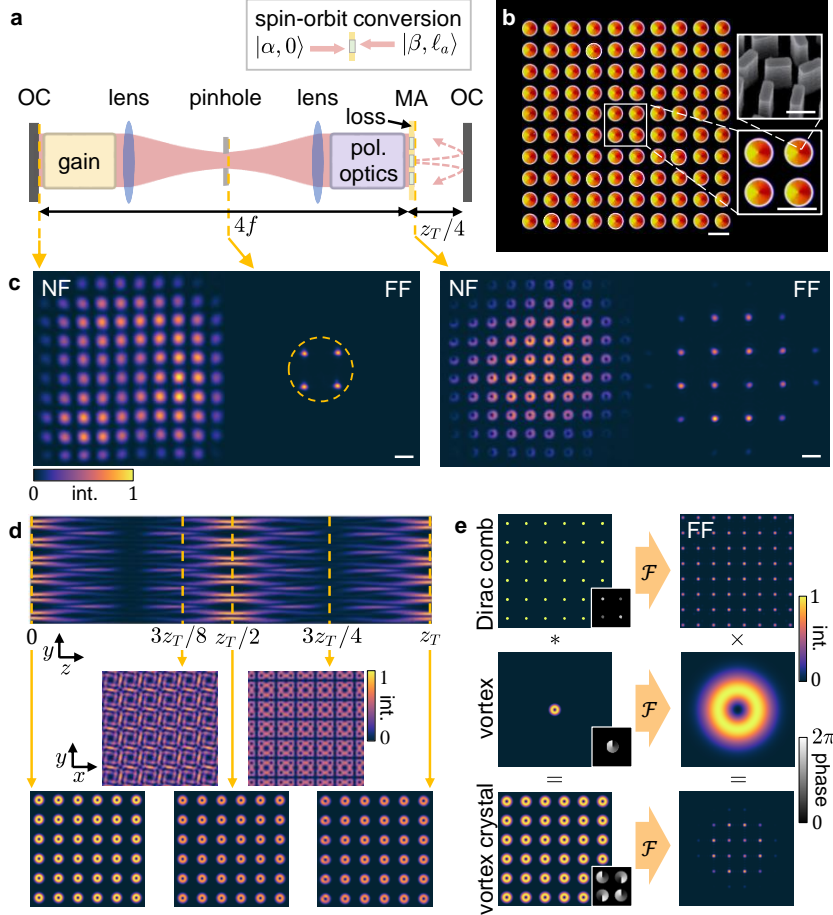 a
spin-orbit conversion
|α, 0⟩ |β, ℓₐ⟩
OC lens pinhole lens MA OC
loss
gain
pol.
optics
4f
z_T/4
b
c
NF FF
NF FF
0 int. 1
d
0 3z_T/8 z_T/2 3z_T/4 z_T
y
z
1
int.
0
y
x
e
Dirac comb
ℱ
FF
1
int.
0
* ×
vortex
ℱ
2π
phase
0
= =
vortex crystal
ℱ